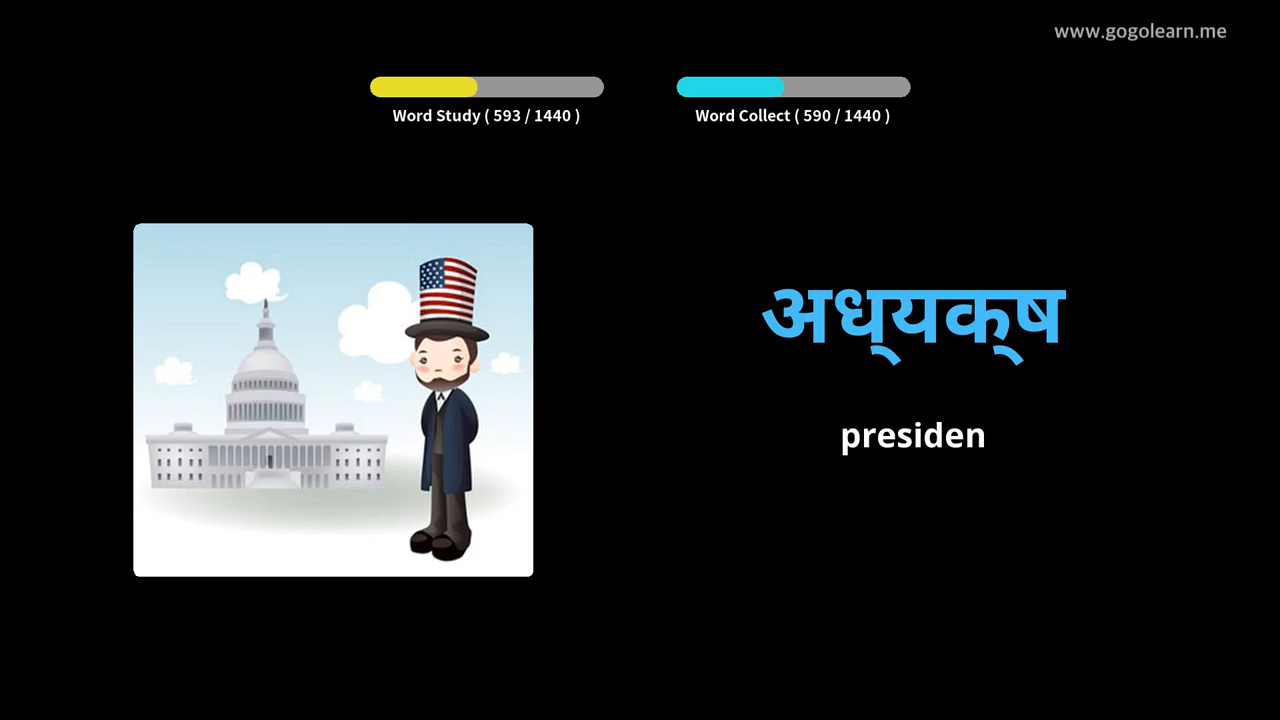 www.gogolearn.me
Word Study ( 593 / 1440 )
Word Collect ( 590 / 1440 )
अध्‌यक्‌ष
presiden